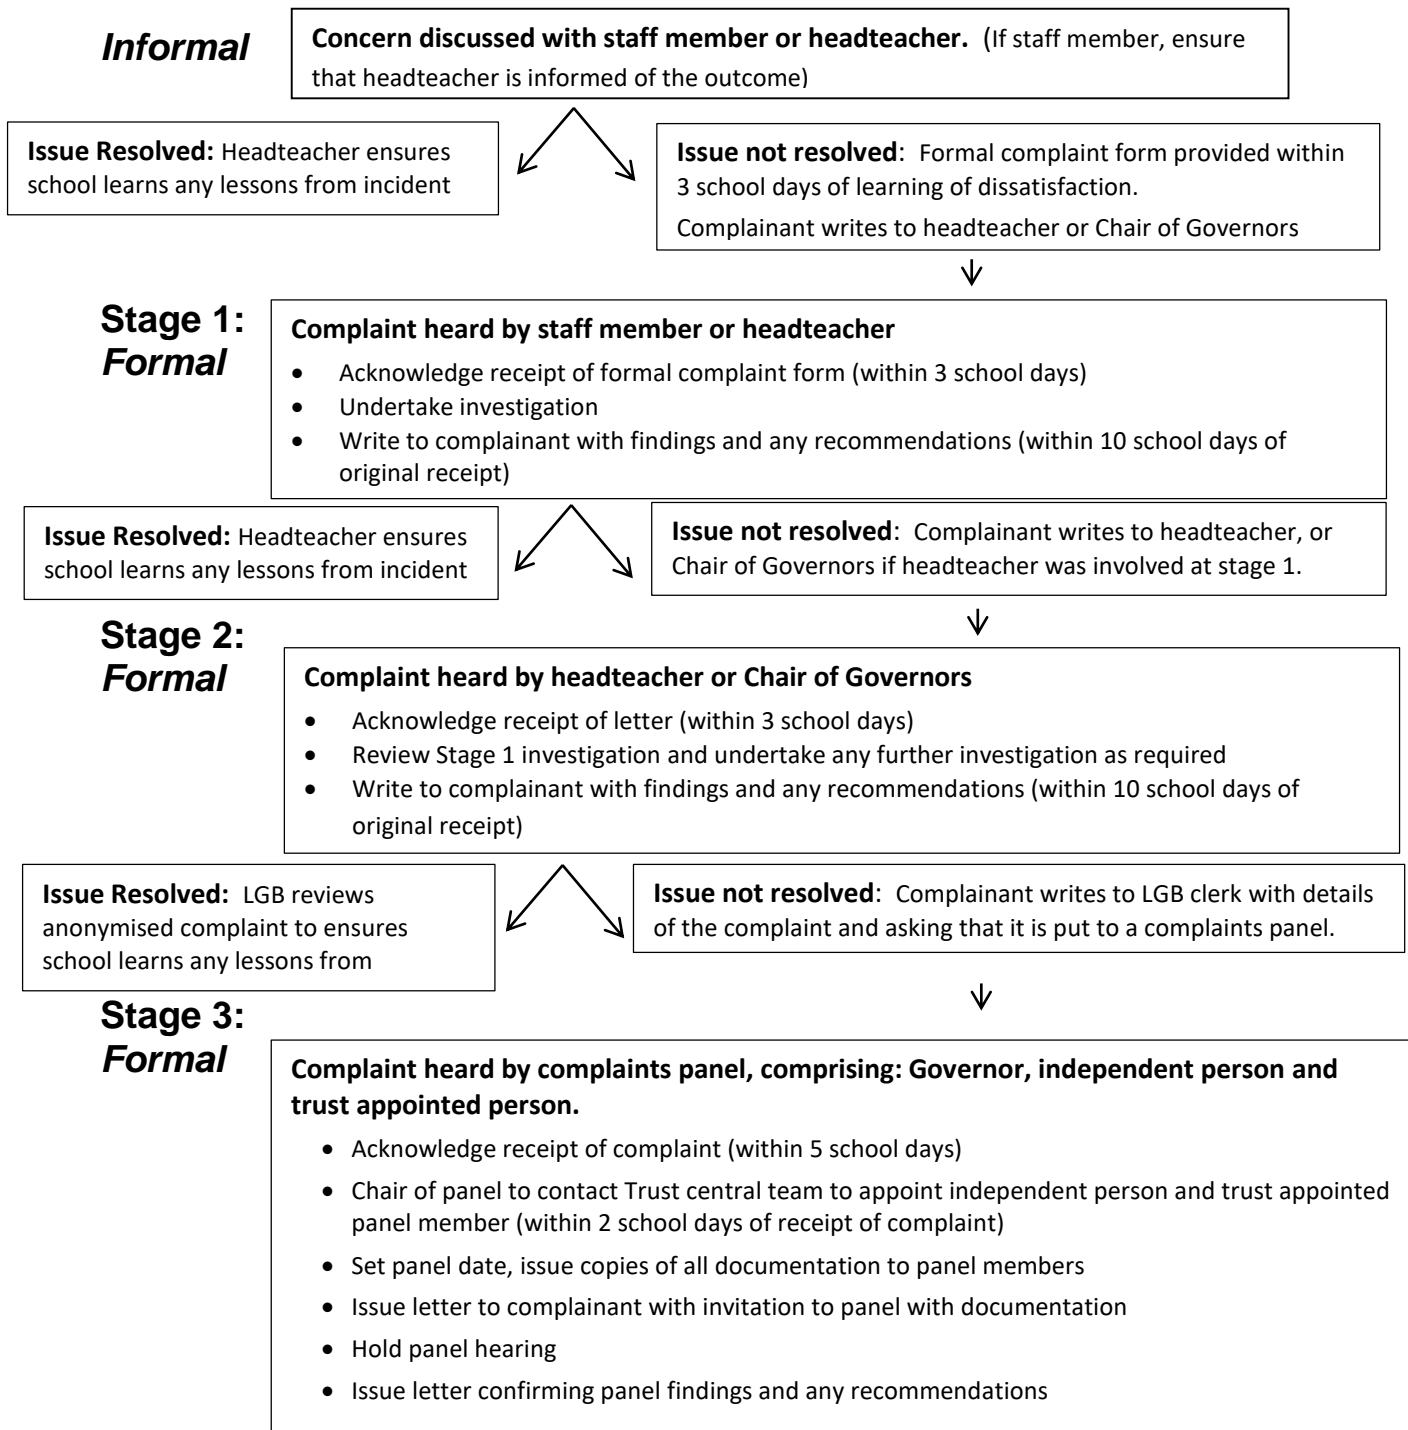 Informal
Concern discussed with staff member or headteacher. (If staff member, ensure
that headteacher is informed of the outcome)
Issue Resolved: Headteacher ensures
school learns any lessons from incident
Issue not resolved: Formal complaint form provided within
3 school days of learning of dissatisfaction.
Complainant writes to headteacher or Chair of Governors
Stage 1:
Formal
Complaint heard by staff member or headteacher
• Acknowledge receipt of formal complaint form (within 3 school days)
• Undertake investigation
• Write to complainant with findings and any recommendations (within 10 school days of
original receipt)
Issue Resolved: Headteacher ensures
school learns any lessons from incident
Issue not resolved: Complainant writes to headteacher, or
Chair of Governors if headteacher was involved at stage 1.
Stage 2:
Formal
Complaint heard by headteacher or Chair of Governors
• Acknowledge receipt of letter (within 3 school days)
• Review Stage 1 investigation and undertake any further investigation as required
• Write to complainant with findings and any recommendations (within 10 school days of
original receipt)
Issue Resolved: LGB reviews
anonymised complaint to ensures
school learns any lessons from
Issue not resolved: Complainant writes to LGB clerk with details
of the complaint and asking that it is put to a complaints panel.
Stage 3:
Formal
Complaint heard by complaints panel, comprising: Governor, independent person and
trust appointed person.
• Acknowledge receipt of complaint (within 5 school days)
• Chair of panel to contact Trust central team to appoint independent person and trust appointed
panel member (within 2 school days of receipt of complaint)
• Set panel date, issue copies of all documentation to panel members
• Issue letter to complainant with invitation to panel with documentation
• Hold panel hearing
• Issue letter confirming panel findings and any recommendations